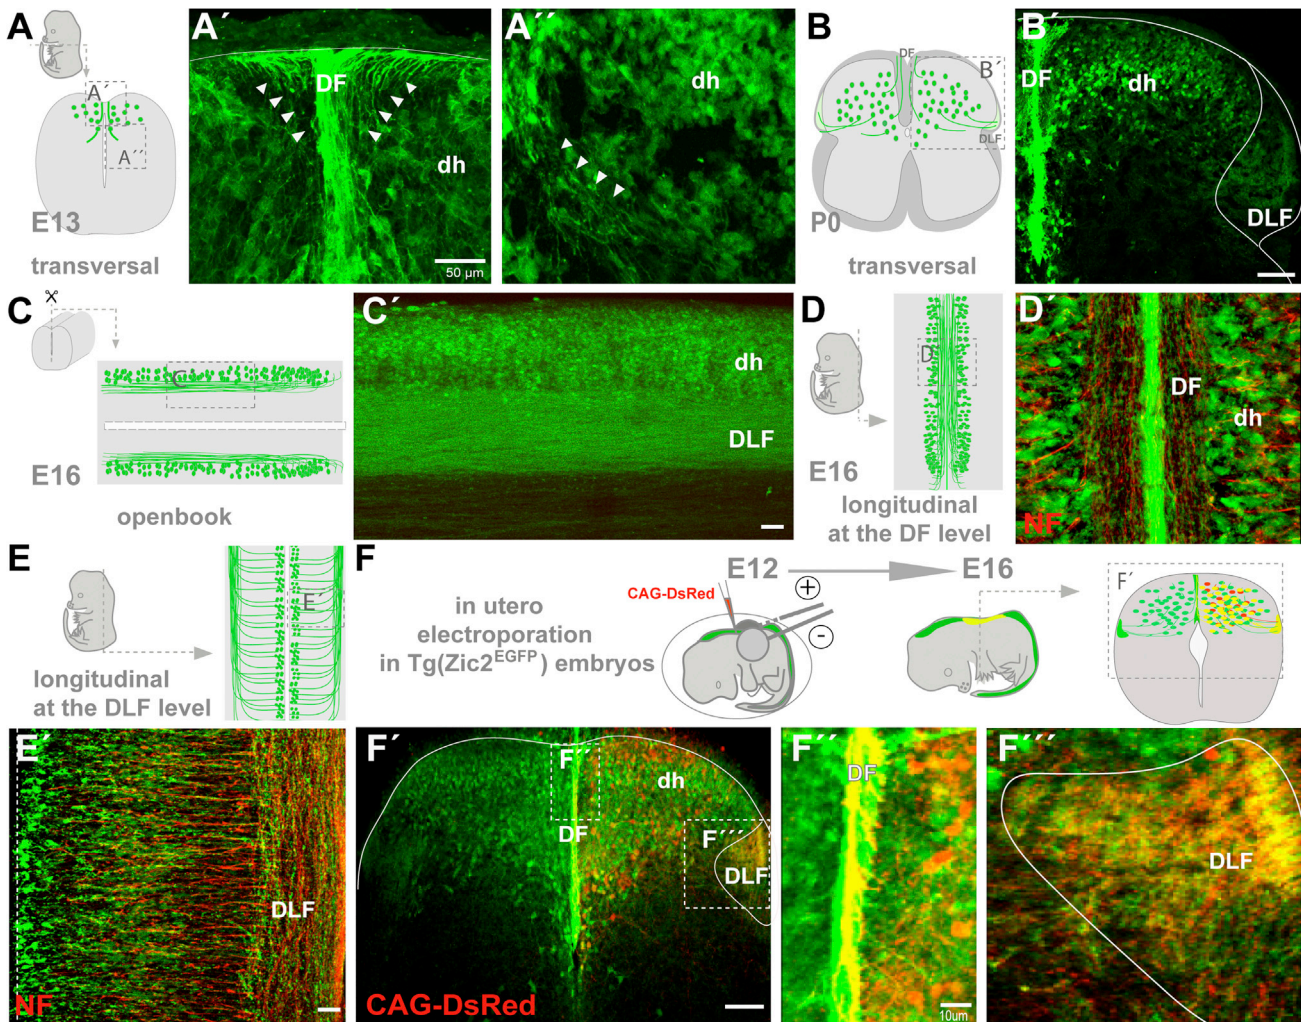 A
A´
A´´
E13
transversal
A´
DF
dh
50 µm
A´´
dh
B
DF
B´
DLF
P0
transversal
B´
DF
dh
DLF
C
C´
E16
openbook
C´
dh
DLF
D
D´
E16
longitudinal
at the DF level
D´
DF
dh
NF
E
E´
longitudinal
at the DLF level
E´
DLF
NF
F
E12
E16
CAG-DsRed
+
-
in utero
electroporation
in Tg(Zic2EGFP) embryos
F´
F´
F´´
dh
DF
F´´´
DLF
CAG-DsRed
F´´
DF
10um
F´´´
DLF